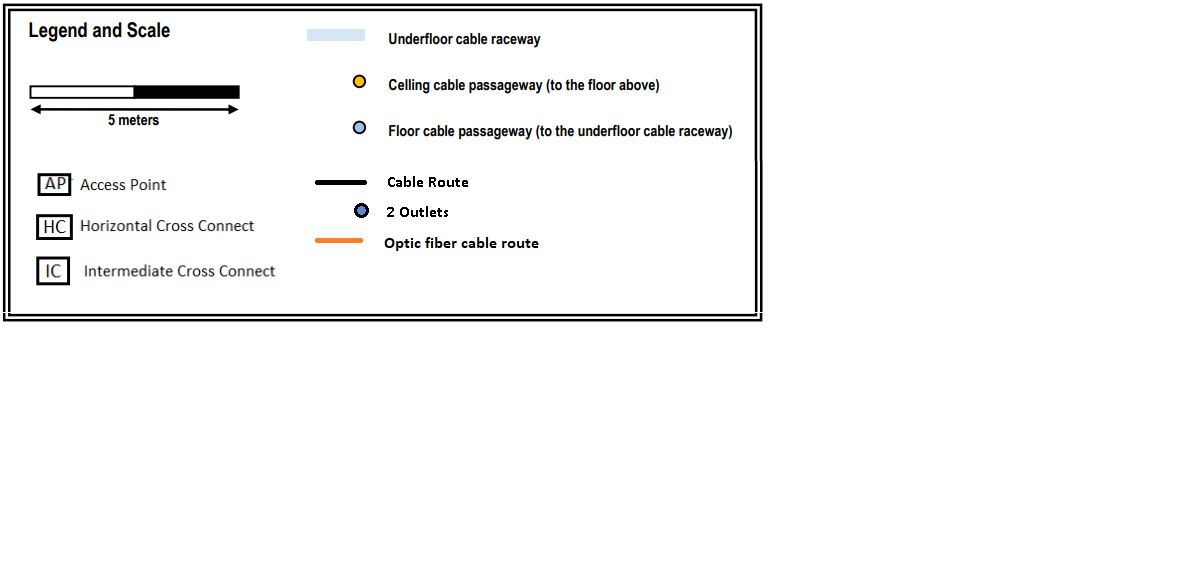 Legend and Scale
5 meters
AP Access Point
HC Horizontal Cross Connect
IC Intermediate Cross Connect
Underfloor cable raceway
Celling cable passageway (to the floor above)
Floor cable passageway (to the underfloor cable raceway)
Cable Route
2 Outlets
Optic fiber cable route